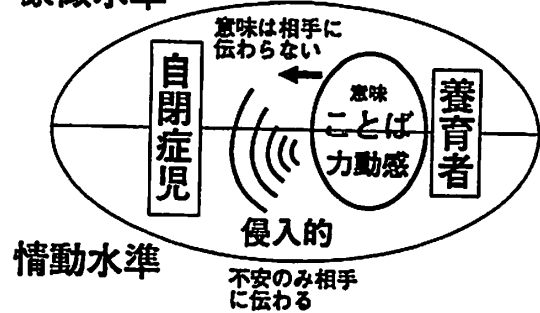 意味は相手に
伝わらない
自閉症児
意味
ことば
力動感
養育者
侵入的
情動水準
不安のみ相手
に伝わる